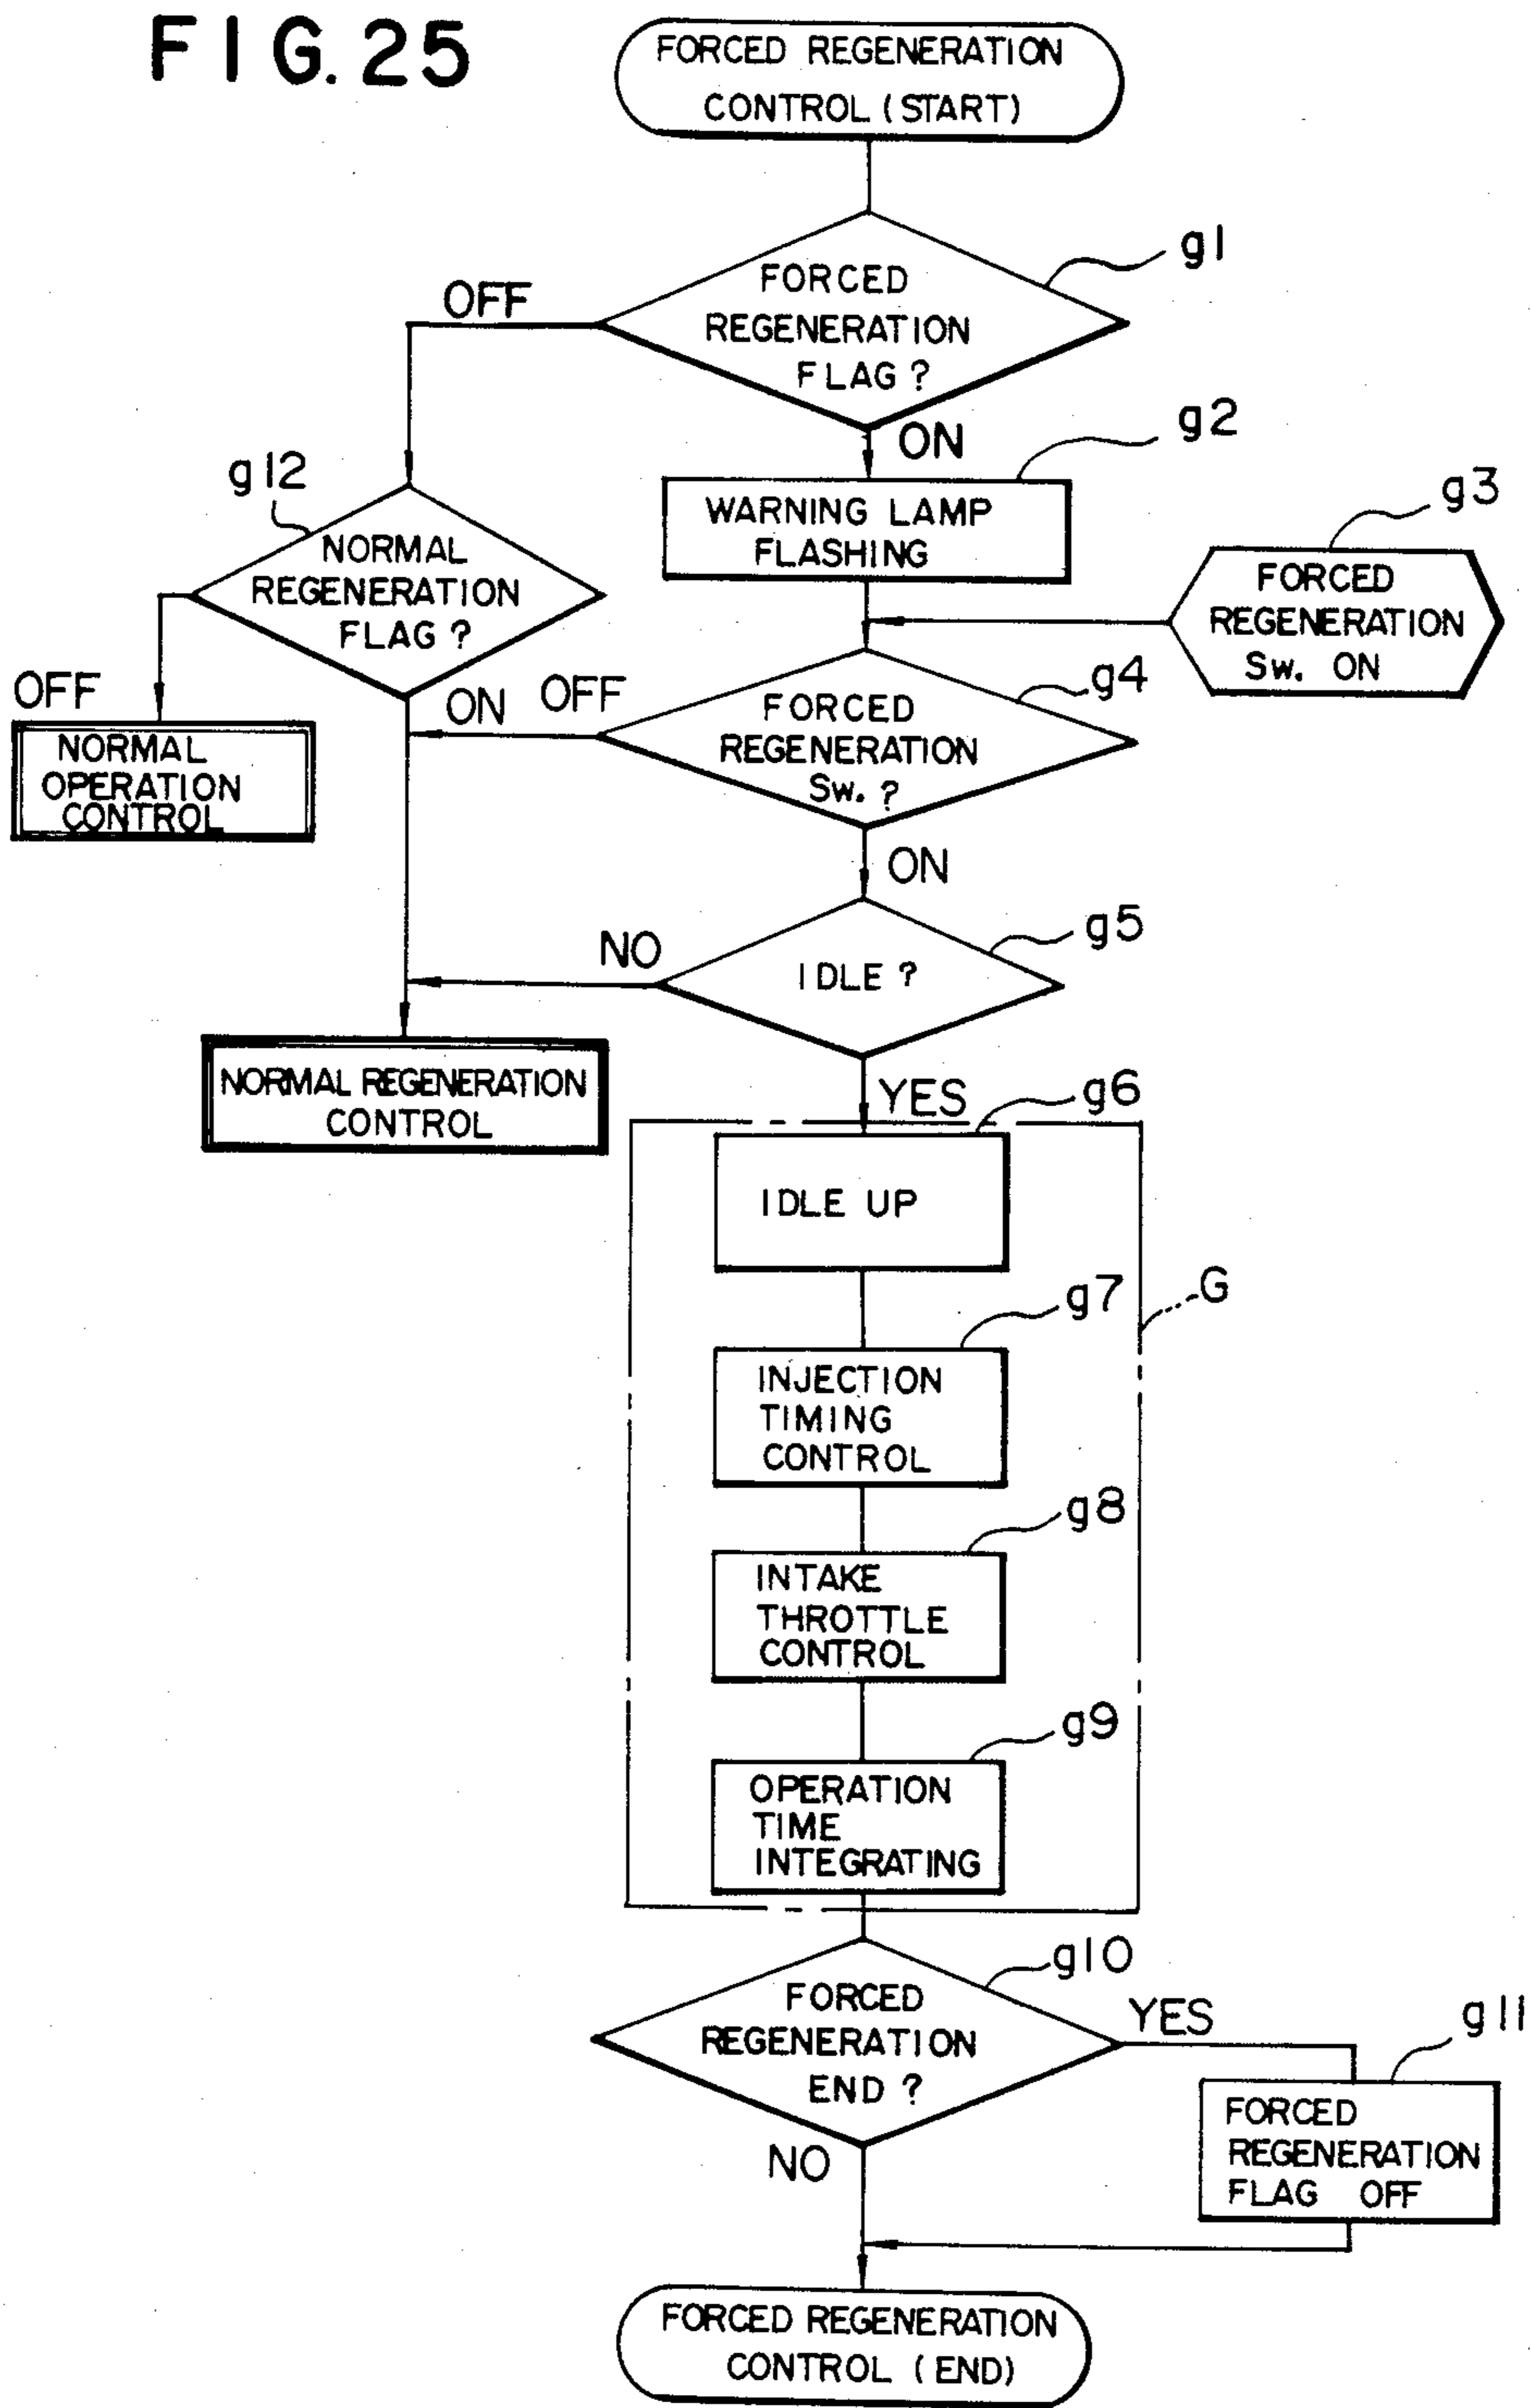 FIG. 25
FORCED REGENERATION
CONTROL (START)
g1
FORCED
REGENERATION
FLAG ?
OFF
ON
g2
WARNING LAMP
FLASHING
g12
NORMAL
REGENERATION
FLAG ?
g3
FORCED
REGENERATION
Sw. ON
OFF
ON
OFF
g4
FORCED
REGENERATION
Sw. ?
NORMAL
OPERATION
CONTROL
ON
g5
NO
IDLE ?
NORMAL REGENERATION
CONTROL
YES
g6
IDLE UP
G
g7
INJECTION
TIMING
CONTROL
g8
INTAKE
THROTTLE
CONTROL
g9
OPERATION
TIME
INTEGRATING
g10
FORCED
REGENERATION
END ?
YES
g11
FORCED
REGENERATION
FLAG OFF
NO
FORCED REGENERATION
CONTROL (END)